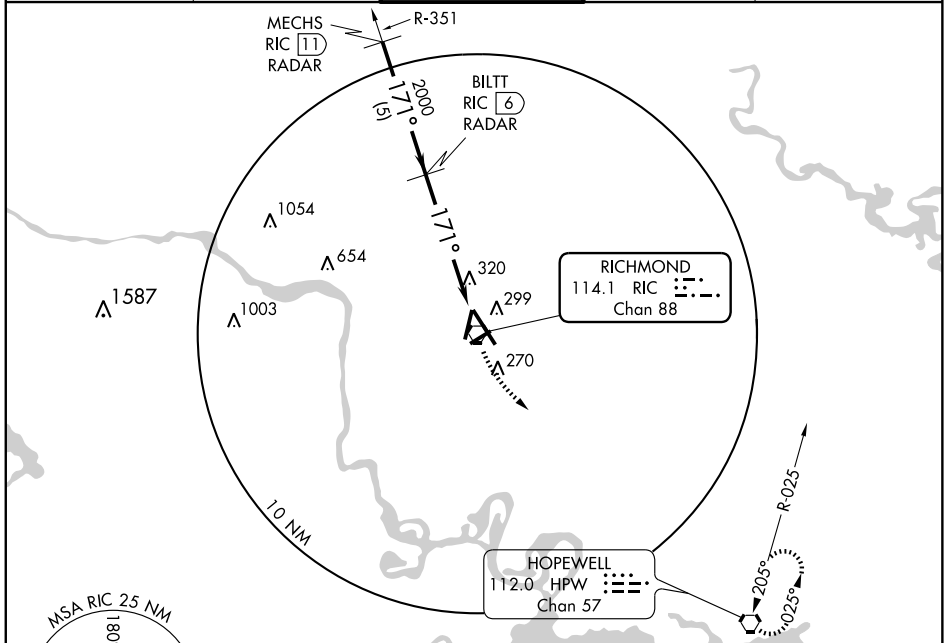 MECHS
RIC 11
RADAR
R-351
2000
171°
(5)
BILTT
RIC 6
RADAR
171°
1054
654
1587
1003
320
299
270
RICHMOND
114.1 RIC
Chan 88
10 NM
HOPEWELL
112.0 HPW
Chan 57
R-025
205°
025°
MSA RIC 25 NM
180